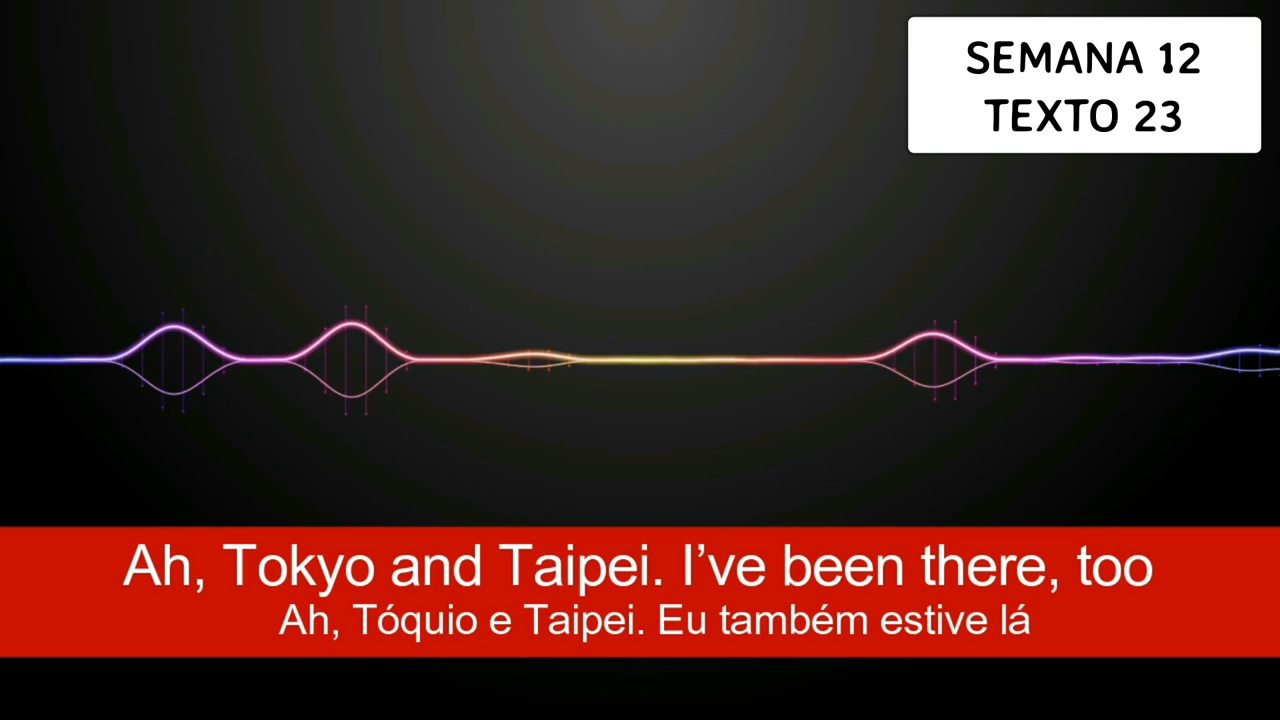 SEMANA 12
TEXTO 23
Ah, Tokyo and Taipei. I’ve been there, too
Ah, Tóquio e Taipei. Eu também estive lá